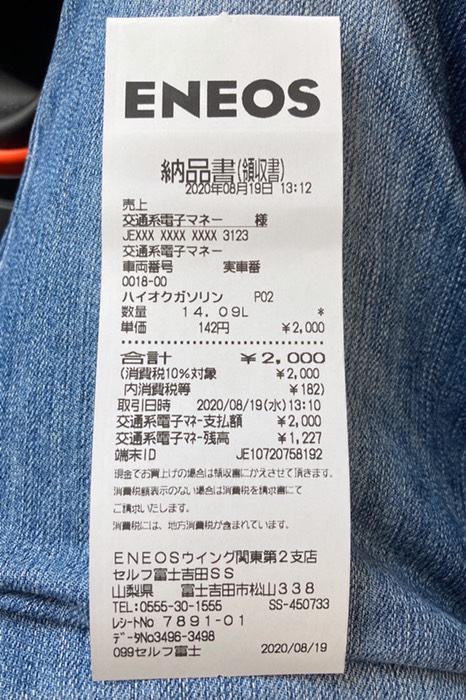 ENEOS
納品書(領収書)
2020年08月19日 13:12
売上
交通系電子マネー 様
JEXXX XXXX XXXX 3123
交通系電子マネー
車両番号 実車番
0018-00
ハイオクガソリン P02
数量 14.09L *
単価 142円 ¥2,000
合計 ¥2,000
(消費税10%対象 ¥2,000
内消費税等 ¥182)
取引日時 2020/08/19(水)13:10
交通系電子マネー支払額 ¥2,000
交通系電子マネー残高 ¥1,227
端末ID JE10720758192
現金でお買上げの場合は領収書にかえさせて頂きます。
消費税額表示のない場合は消費税を請求書にて
ご請求いたします。
消費税には、地方消費税が含まれています。
ENEOSウイング関東第2支店
セルフ富士吉田SS
山梨県 富士吉田市松山338
TEL:0555-30-1555 SS-450733
レシートNo 7891-01
データNo3496-3498
099セルフ富士 2020/08/19